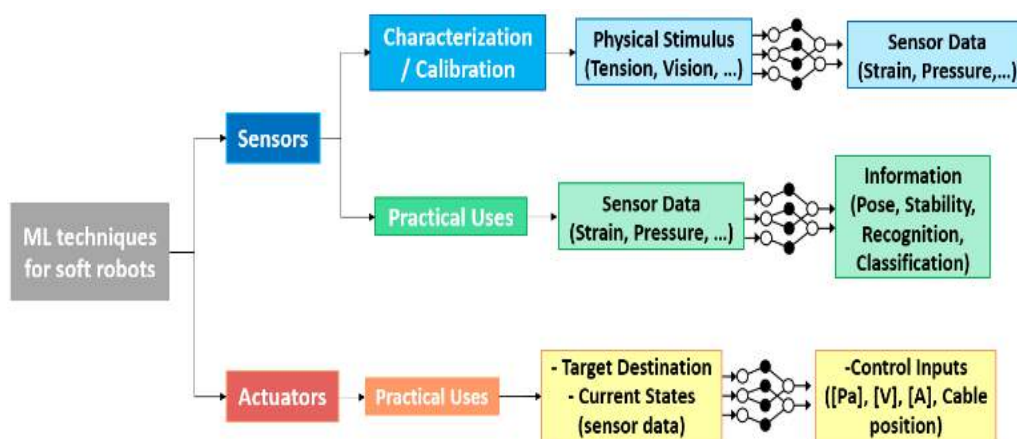 ML techniques
for soft robots
Sensors
Characterization
/ Calibration
Physical Stimulus
(Tension, Vision, ...)
Sensor Data
(Strain, Pressure,...)
Practical Uses
Sensor Data
(Strain, Pressure, ...)
Information
(Pose, Stability,
Recognition,
Classification)
Actuators
Practical Uses
- Target Destination
- Current States
(sensor data)
-Control Inputs
([Pa], [V], [A], Cable
position)